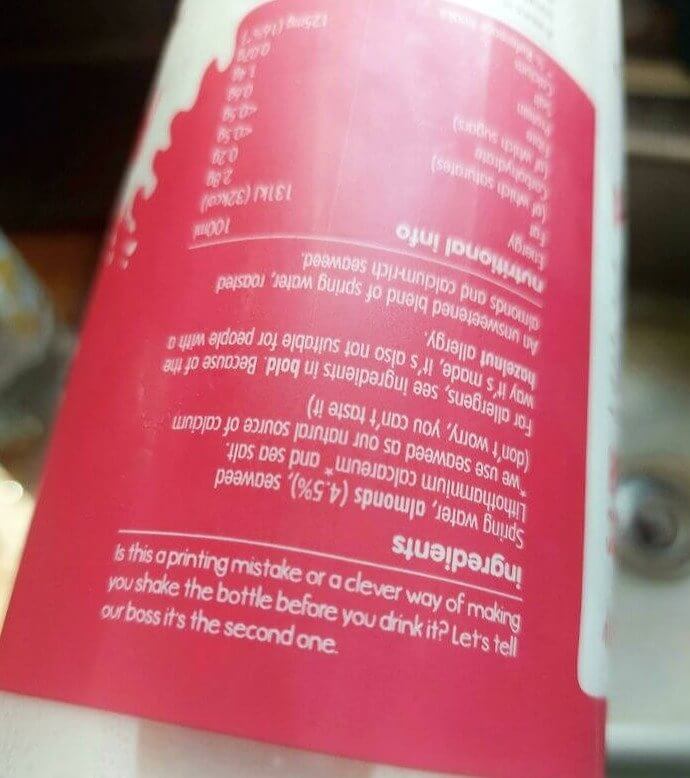 Is this a printing mistake or a clever way of making
you shake the bottle before you drink it? Let's tell
our boss it's the second one.
ingredients
Spring water, almonds (4.5%), seaweed
Lithothamnium calcareum* and sea salt.
*we use seaweed as our natural source of calcium
(don't worry, you can't taste it)
For allergens, see ingredients in bold. Because of the
way it's made, it's also not suitable for people with a
hazelnut allergy.
An unsweetened blend of spring water, roasted
almonds and calcium-rich seaweed.
nutritional info
100ml
Energy 131kJ (32kcal)
Fat 2.8g
(of which saturates) 0.2g
Carbohydrate <0.5g
(of which sugars) <0.5g
Fibre 0.6g
Protein 1.4g
Salt 0.07g
Calcium 125mg